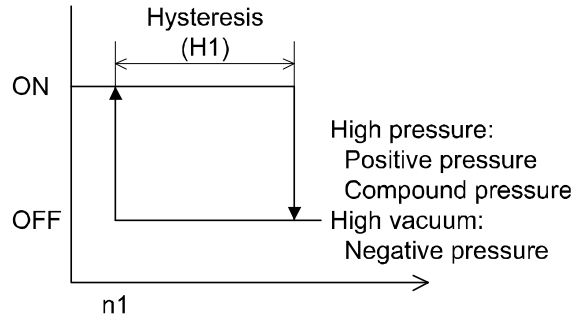 Hysteresis
(H1)
ON
High pressure:
Positive pressure
Compound pressure
OFF
High vacuum:
Negative pressure
n1